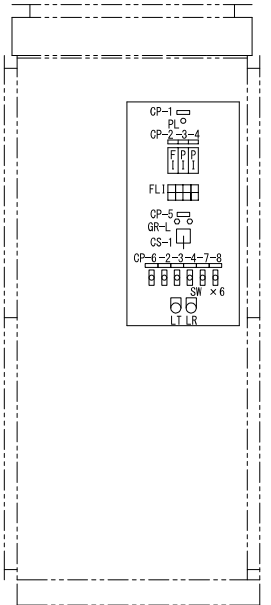 CP-1
PL
CP-2-3-4
F I P I P I
FLI
CP-5
GR-L
CS-1
CP-6-2-3-4-7-8
SW ×6
LT LR